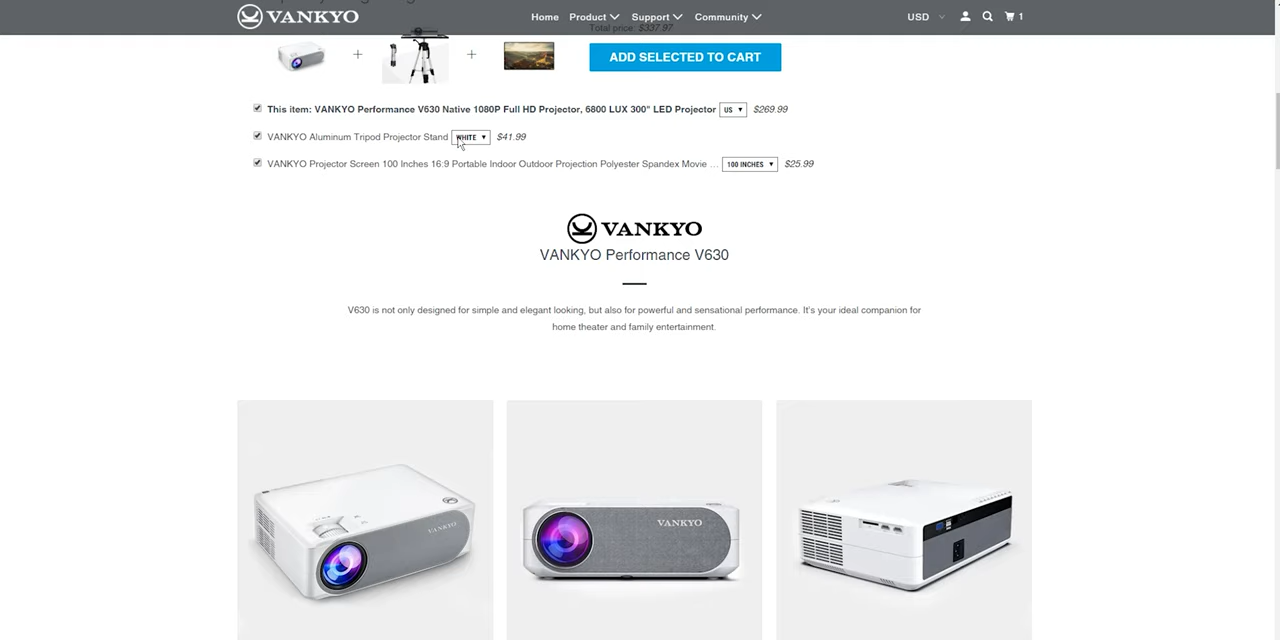 VANKYO
Home Product Support Community USD 1
Total price: $337.97
ADD SELECTED TO CART
This item: VANKYO Performance V630 Native 1080P Full HD Projector, 6800 LUX 300" LED Projector US $269.99
VANKYO Aluminum Tripod Projector Stand WHITE $41.99
VANKYO Projector Screen 100 Inches 16:9 Portable Indoor Outdoor Projection Polyester Spandex Movie ... 100 INCHES $25.99
VANKYO
VANKYO Performance V630
V630 is not only designed for simple and elegant looking, but also for powerful and sensational performance. It's your ideal companion for
home theater and family entertainment.
VANKYO
VANKYO